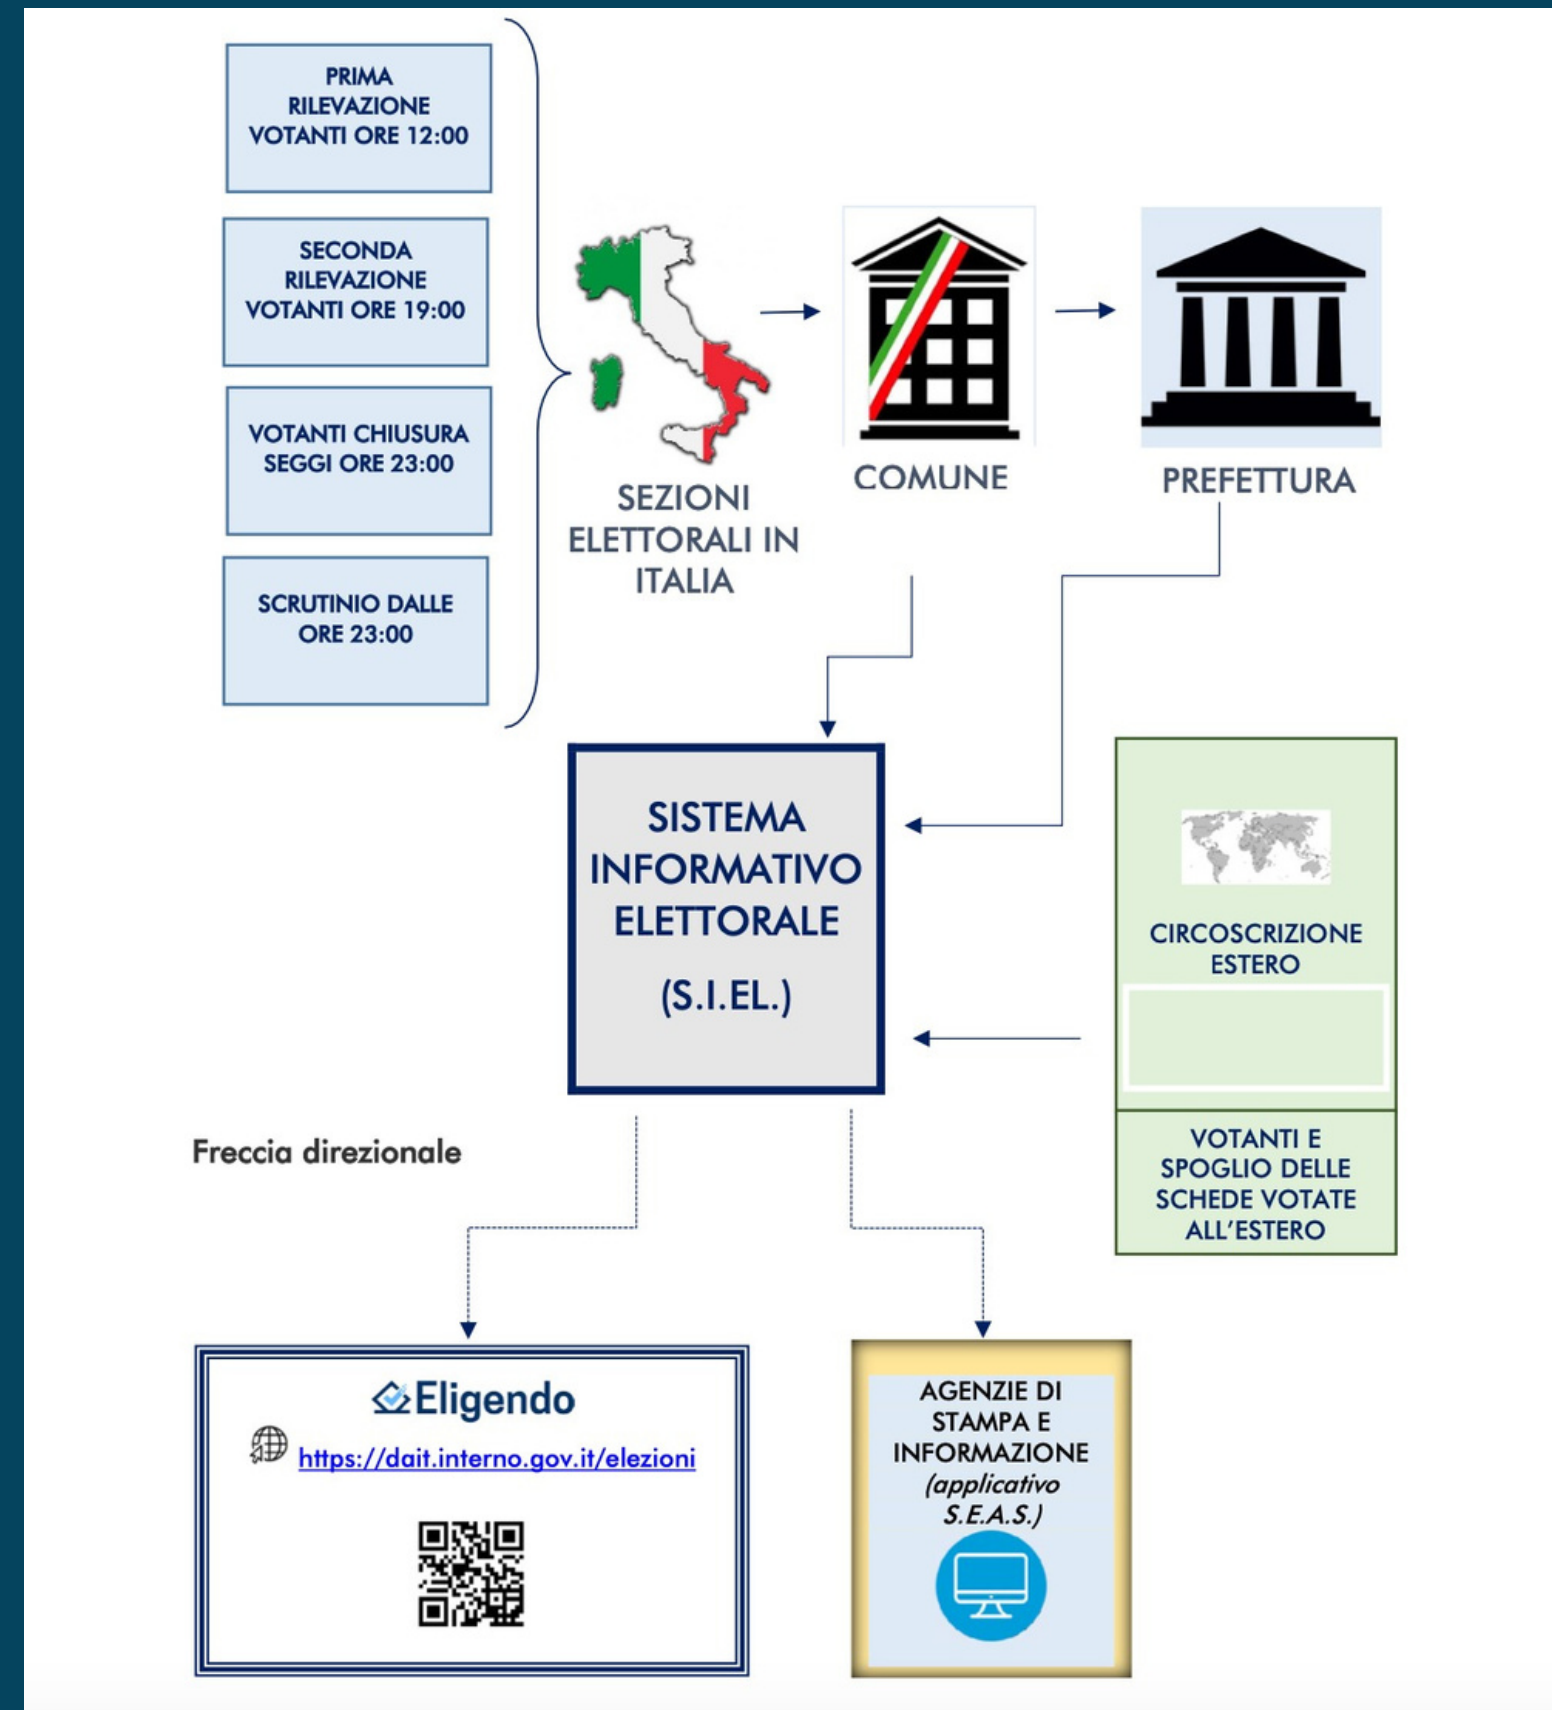 PRIMA
RILEVAZIONE
VOTANTI ORE 12:00
SECONDA
RILEVAZIONE
VOTANTI ORE 19:00
VOTANTI CHIUSURA
SEGGI ORE 23:00
SCRUTINIO DALLE
ORE 23:00
SEZIONI
ELETTORALI IN
ITALIA
COMUNE
PREFETTURA
SISTEMA
INFORMATIVO
ELETTORALE
(S.I.EL.)
CIRCOSCRIZIONE
ESTERO
VOTANTI E
SPOGLIO DELLE
SCHEDE VOTATE
ALL'ESTERO
Freccia direzionale
Eligendo
https://dait.interno.gov.it/elezioni
AGENZIE DI
STAMPA E
INFORMAZIONE
(applicativo
S.E.A.S.)